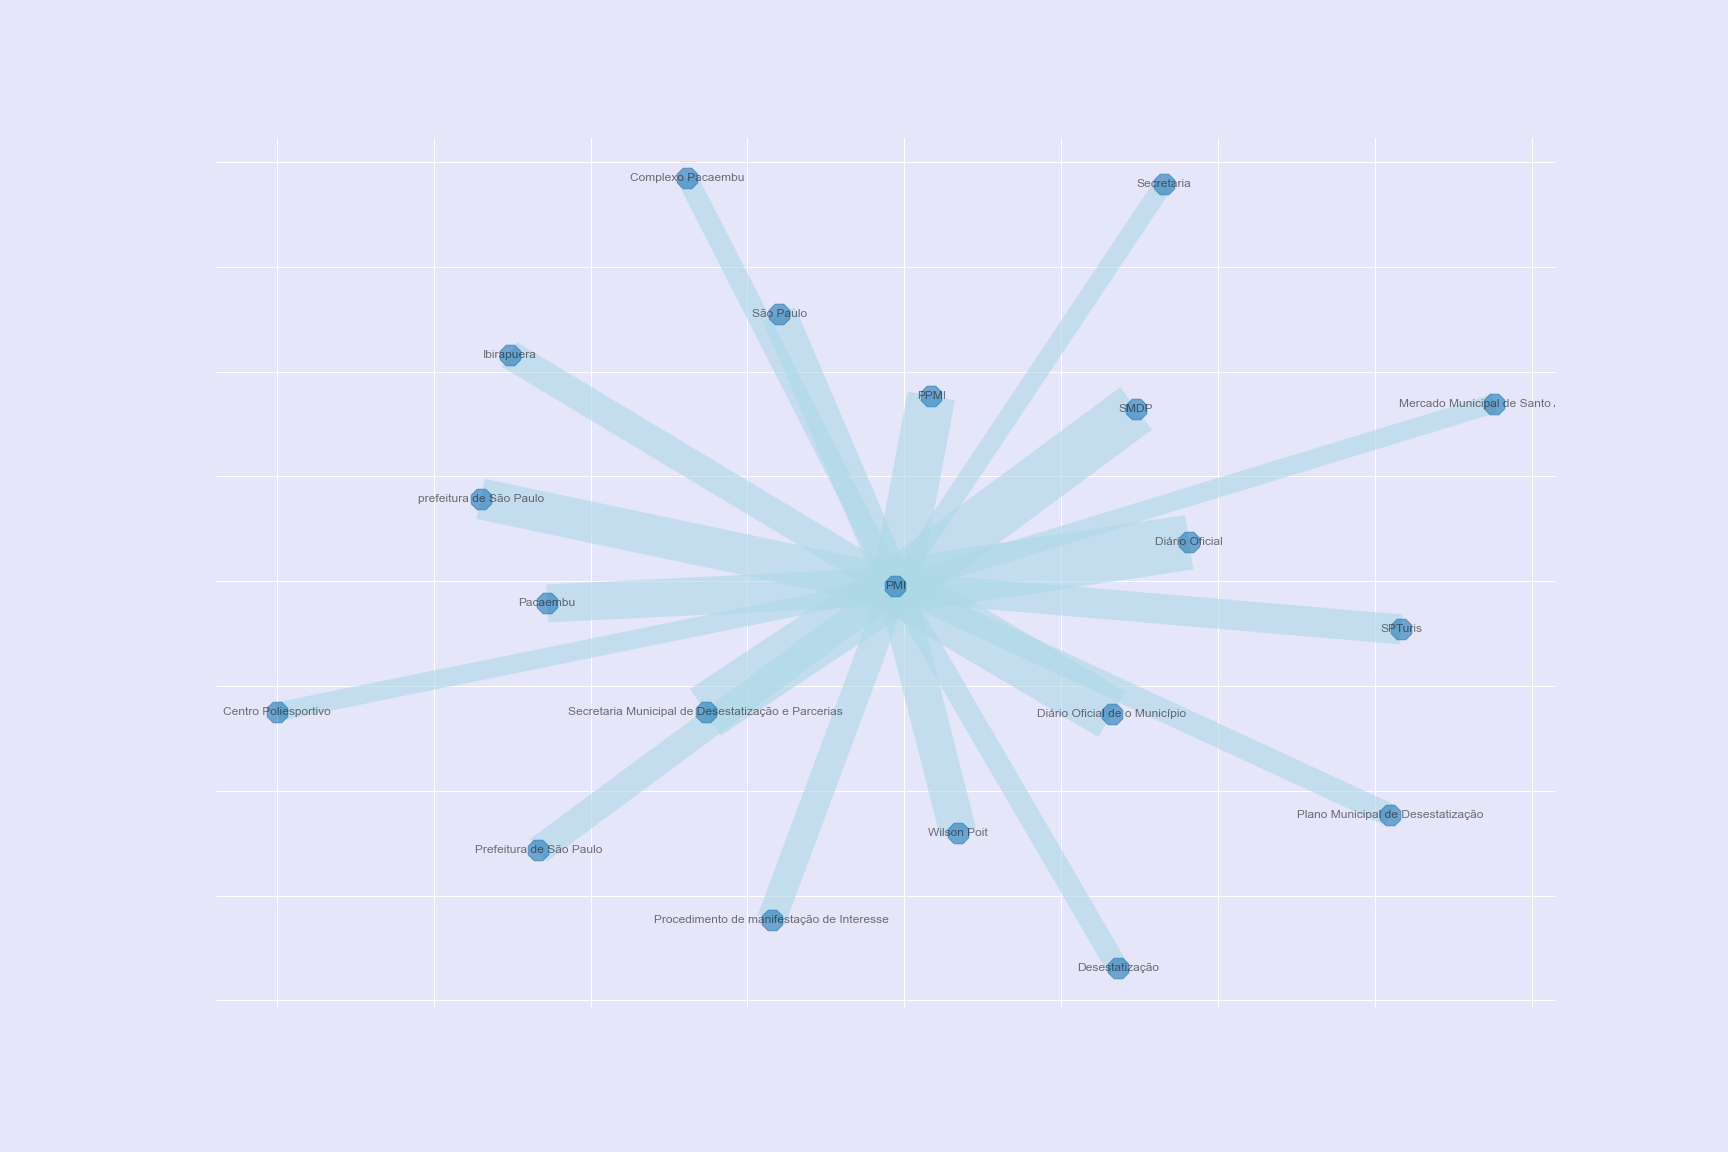 Complexo Pacaembu
Secretaria
São Paulo
Ibirapuera
PPMI
SMDP
Mercado Municipal de Santo
prefeitura de São Paulo
Diário Oficial
PMI
Pacaembu
SPTuris
Centro Poliesportivo
Secretaria Municipal de Desestatização e Parcerias
Diário Oficial de o Município
Plano Municipal de Desestatização
Wilson Poit
Prefeitura de São Paulo
Procedimento de manifestação de Interesse
Desestatização